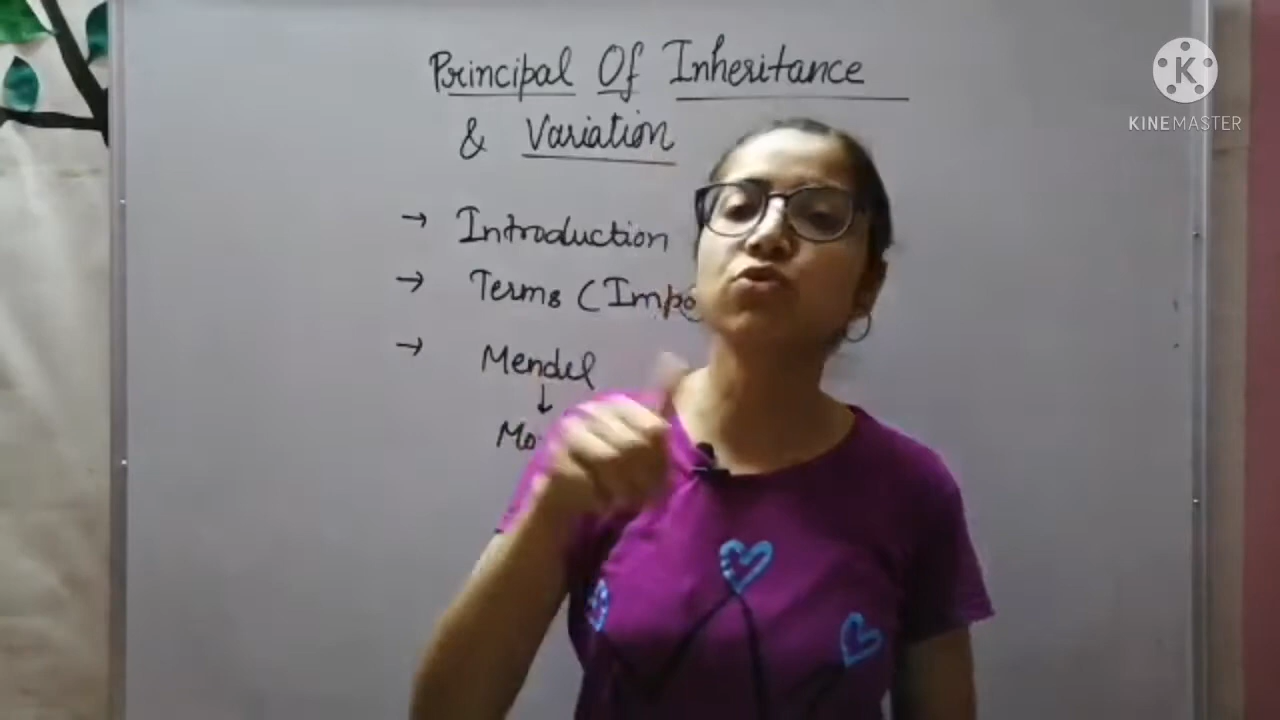 Principal Of Inheritance
& Variation
→ Introduction
→ Terms (Impo
→ Mendel
↓
Mo
K
KINEMASTER